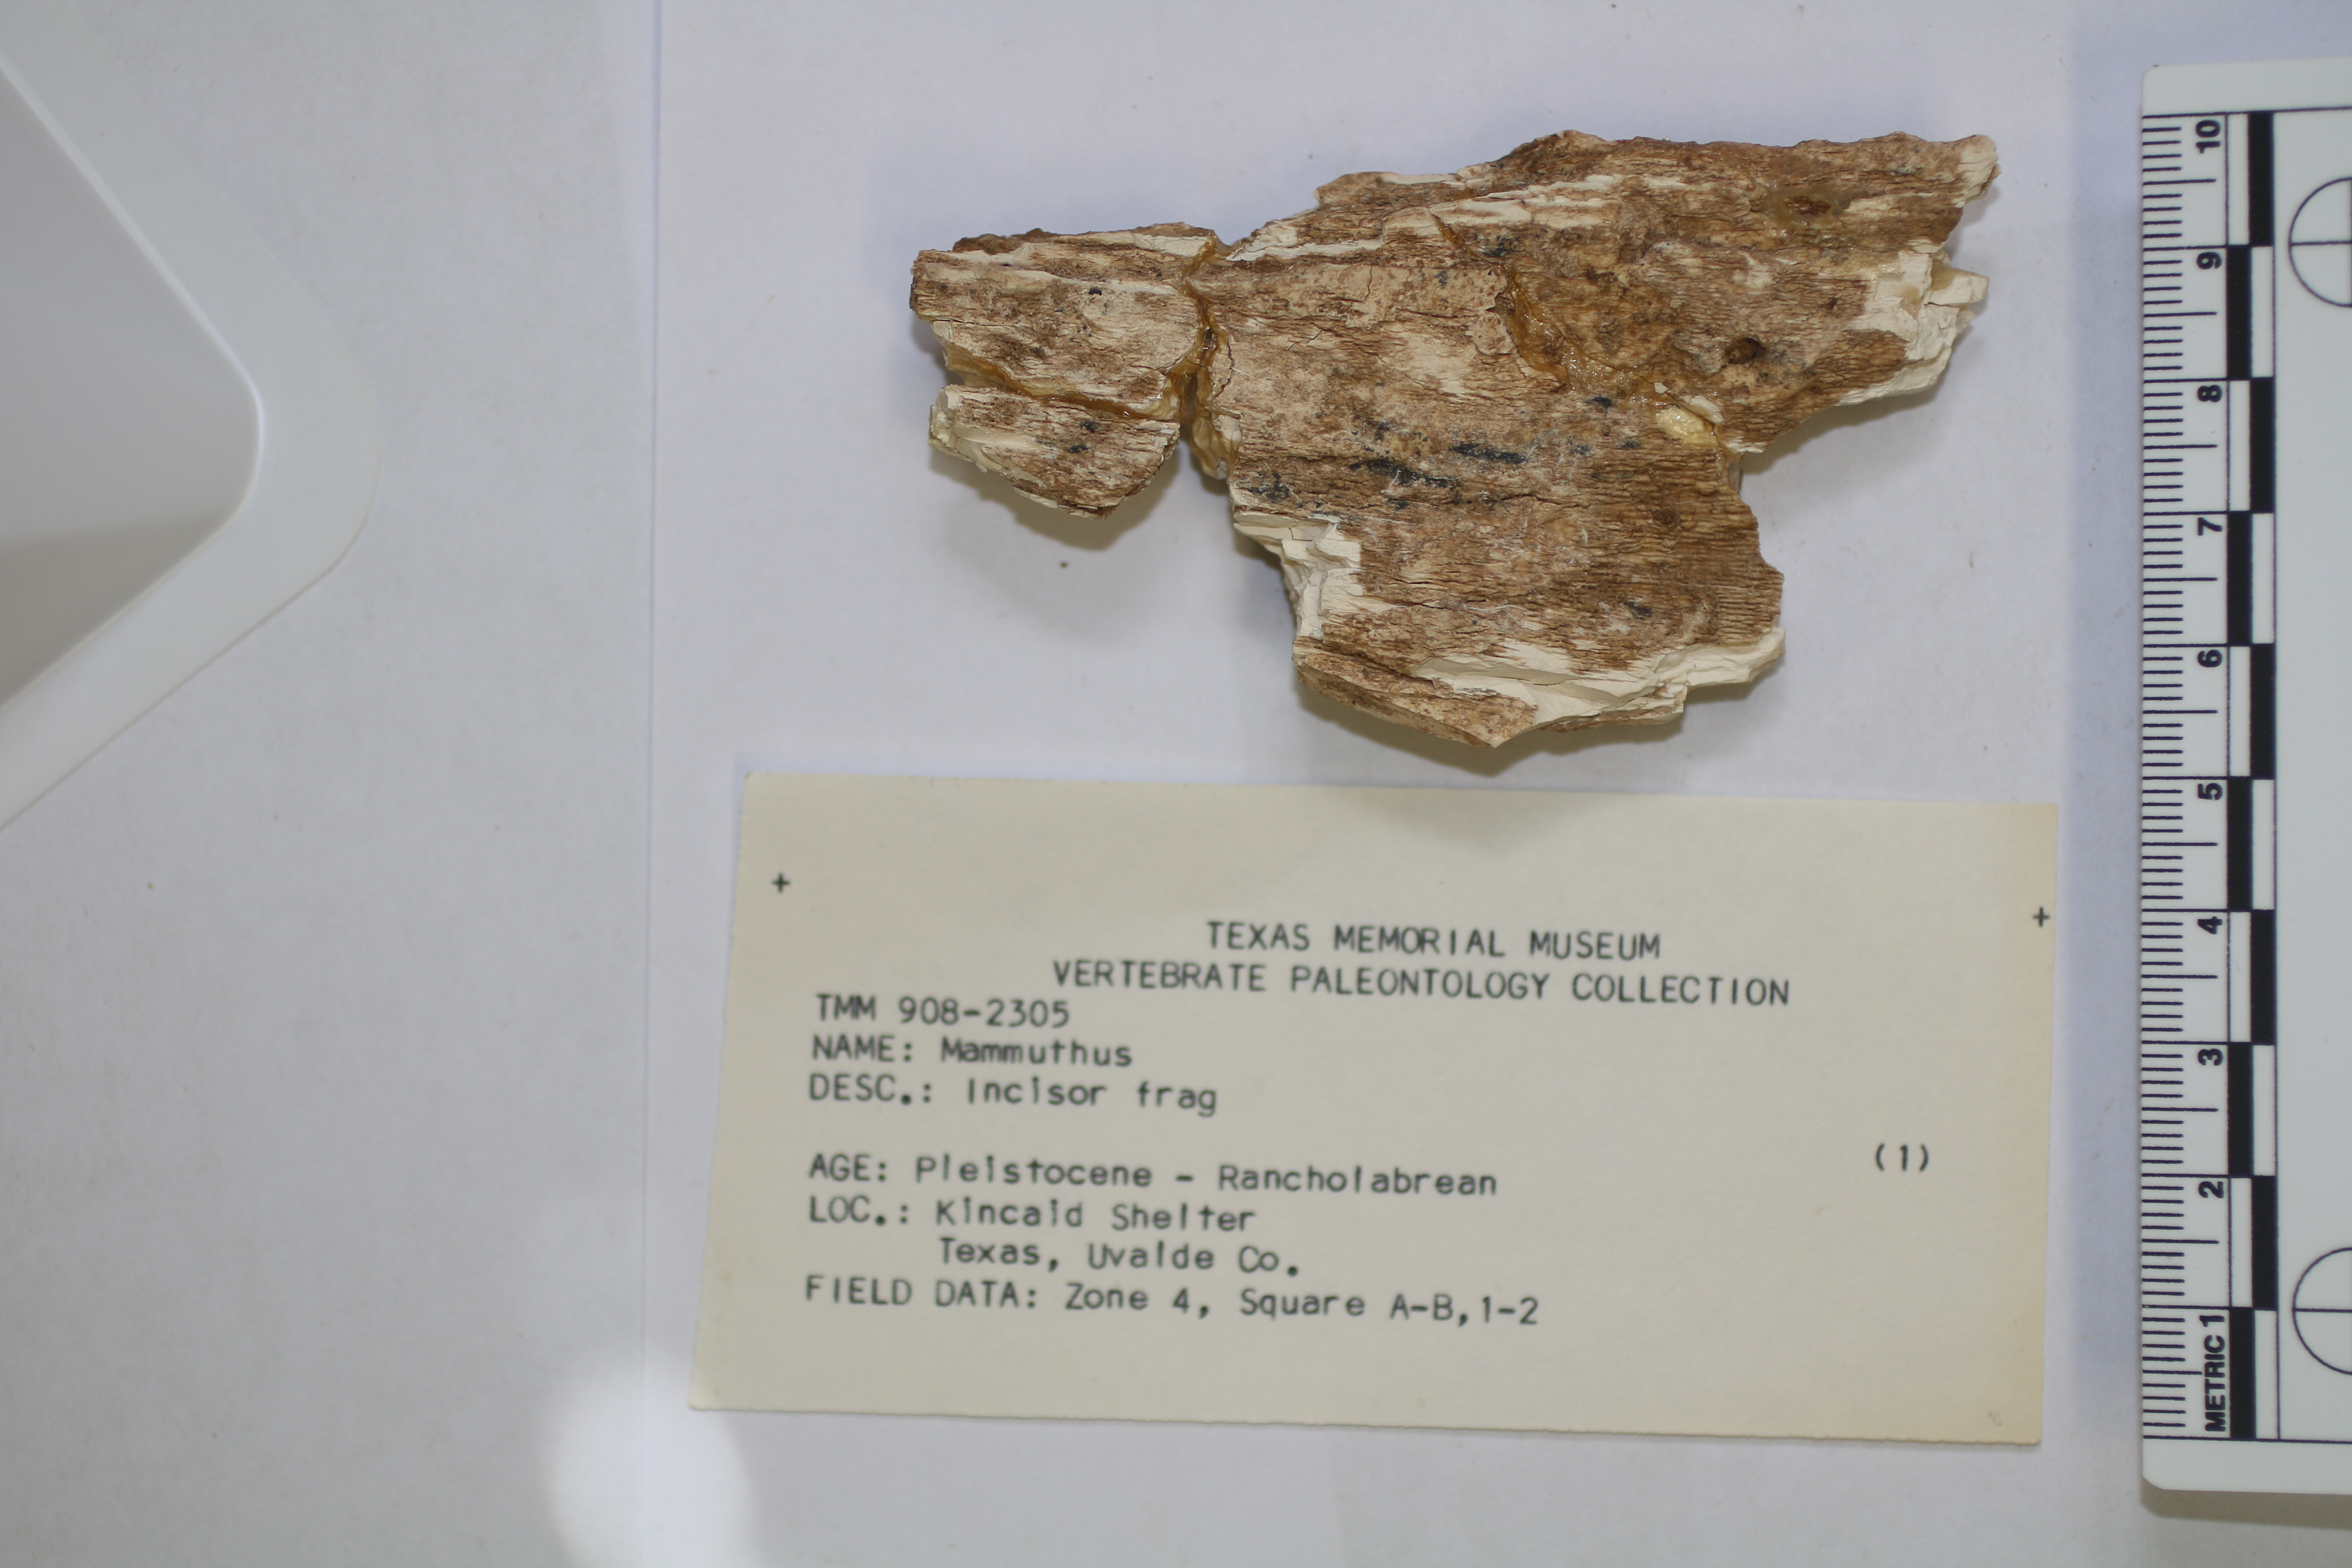 + +
TEXAS MEMORIAL MUSEUM
VERTEBRATE PALEONTOLOGY COLLECTION
TMM 908-2305
NAME: Mammuthus
DESC.: Incisor frag
AGE: Pleistocene - Rancholabrean (1)
LOC.: Kincaid Shelter
Texas, Uvalde Co.
FIELD DATA: Zone 4, Square A-B,1-2
METRIC 1 2 3 4 5 6 7 8 9 10